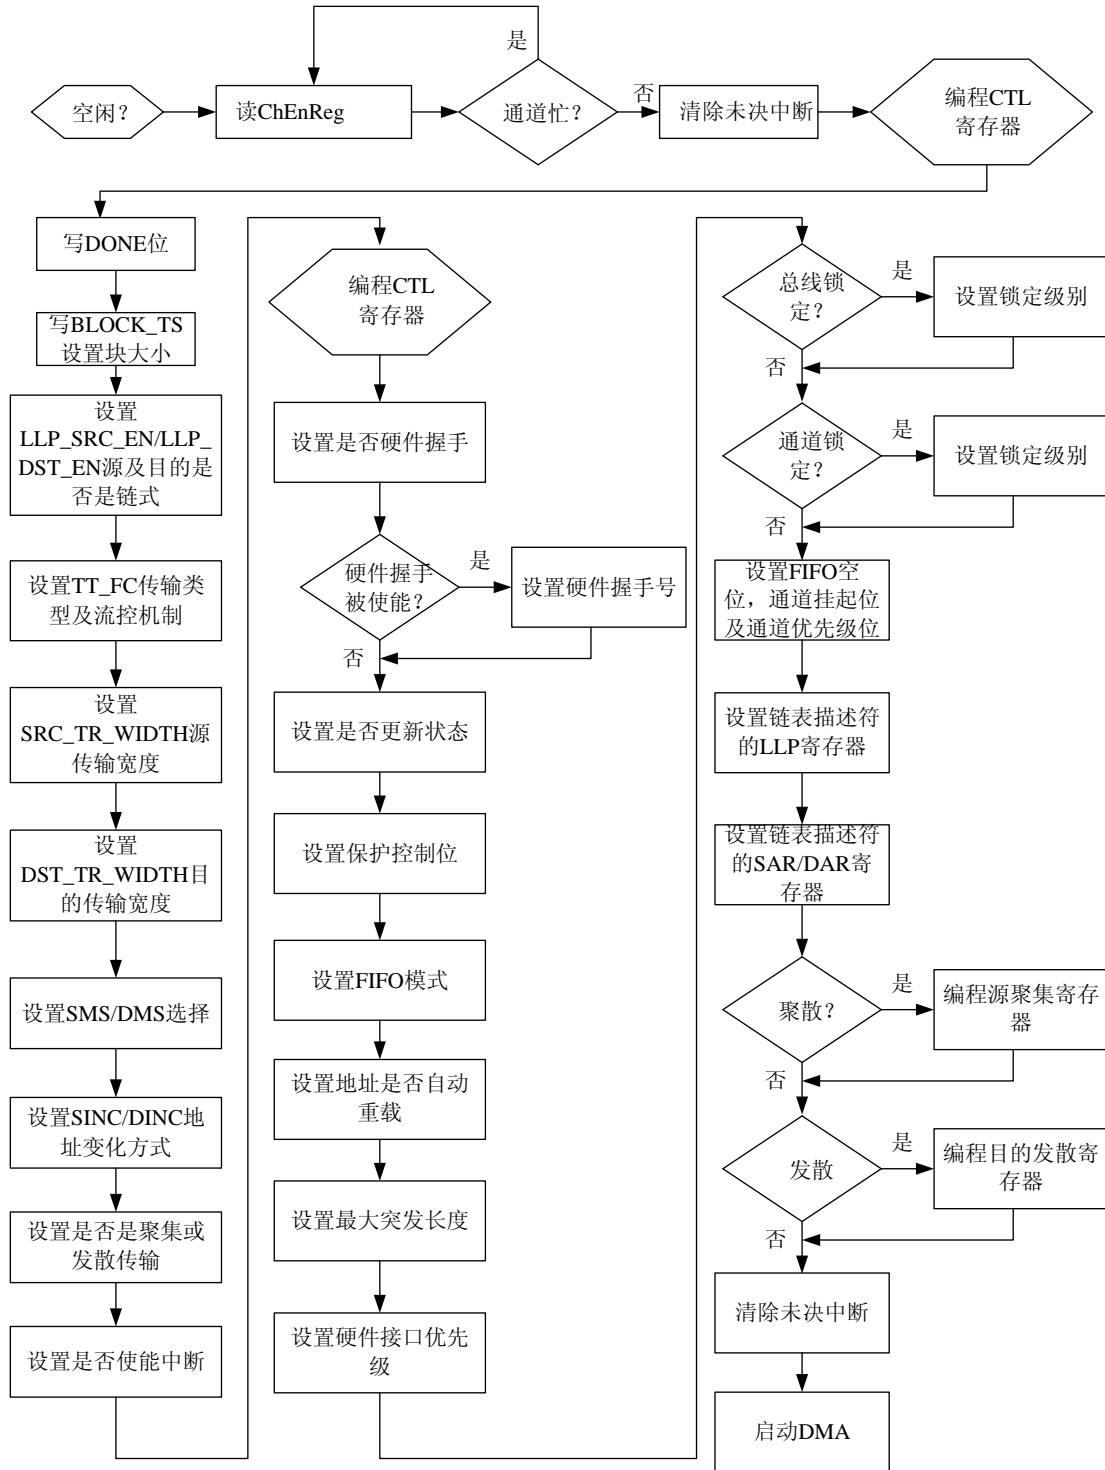 是
空闲？
读ChEnReg
通道忙？
否
清除未决中断
编程CTL
寄存器
写DONE位
写BLOCK_TS
设置块大小
设置
LLP_SRC_EN/LLP_
DST_EN源及目的是
否是链式
设置TT_FC传输类
型及流控机制
设置
SRC_TR_WIDTH源
传输宽度
设置
DST_TR_WIDTH目
的传输宽度
设置SMS/DMS选择
设置SINC/DINC地
址变化方式
设置是否是聚集或
发散传输
设置是否使能中断
编程CTL
寄存器
设置是否硬件握手
硬件握手
被使能？
是
设置硬件握手号
否
设置是否更新状态
设置保护控制位
设置FIFO模式
设置地址是否自动
重载
设置最大突发长度
设置硬件接口优先
级
总线锁
定？
是
设置锁定级别
否
通道锁
定？
是
设置锁定级别
否
设置FIFO空
位，通道挂起位
及通道优先级位
设置链表描述符
的LLP寄存器
设置链表描述符
的SAR/DAR寄
存器
聚散？
是
编程源聚集寄存
器
否
发散
是
编程目的发散寄
存器
否
清除未决中断
启动DMA